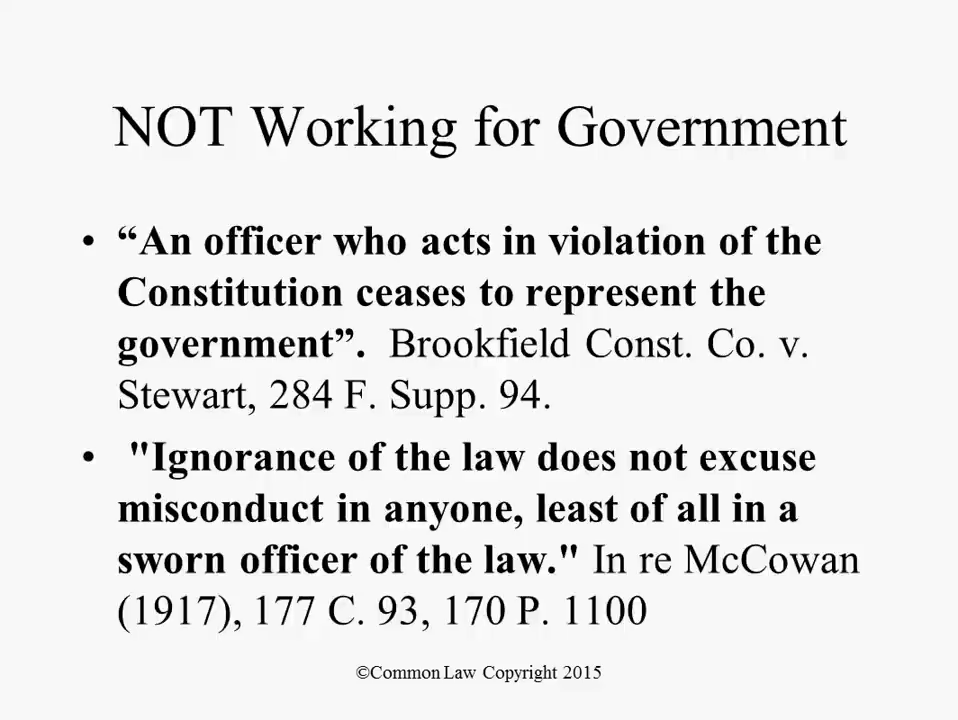 NOT Working for Government
• “An officer who acts in violation of the
Constitution ceases to represent the
government”. Brookfield Const. Co. v.
Stewart, 284 F. Supp. 94.
• "Ignorance of the law does not excuse
misconduct in anyone, least of all in a
sworn officer of the law." In re McCowan
(1917), 177 C. 93, 170 P. 1100
©Common Law Copyright 2015